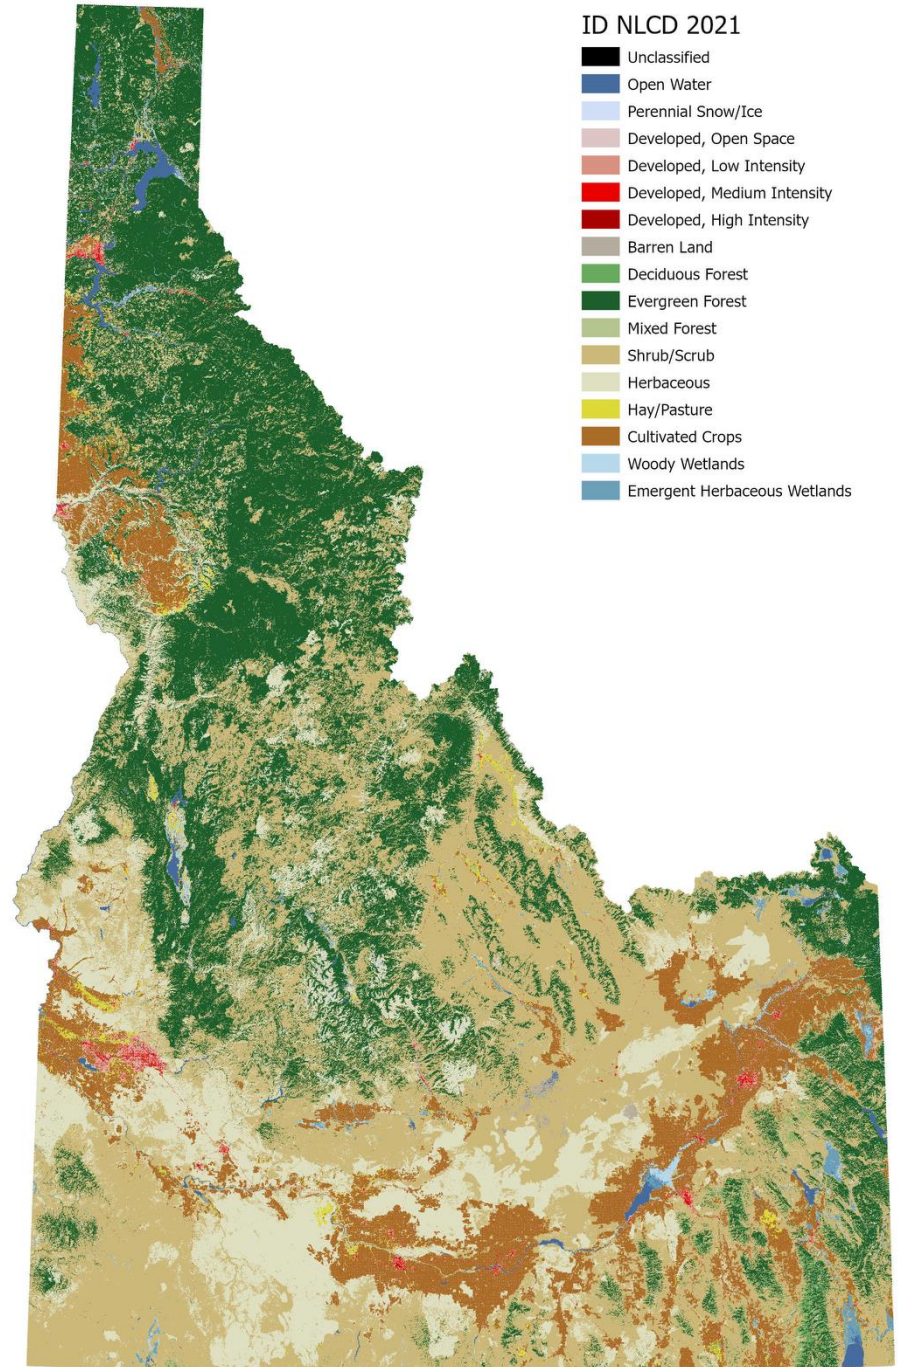 ID NLCD 2021
Unclassified
Open Water
Perennial Snow/Ice
Developed, Open Space
Developed, Low Intensity
Developed, Medium Intensity
Developed, High Intensity
Barren Land
Deciduous Forest
Evergreen Forest
Mixed Forest
Shrub/Scrub
Herbaceous
Hay/Pasture
Cultivated Crops
Woody Wetlands
Emergent Herbaceous Wetlands